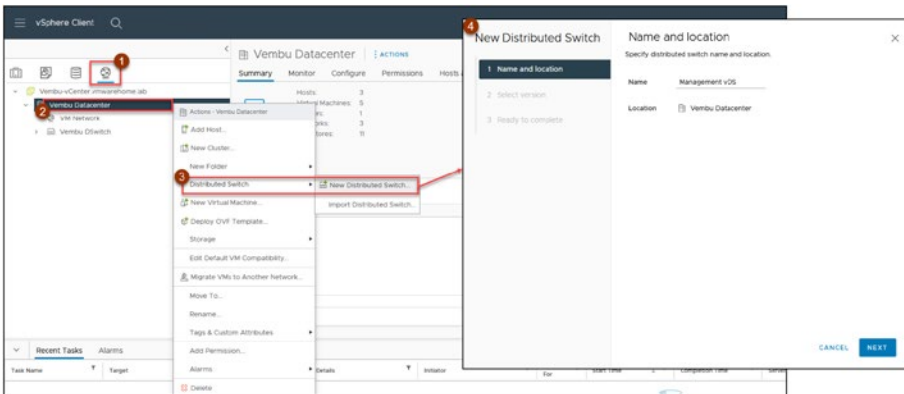 vSphere Client
1
Vembu-vCenter.vmwarehome.lab
Vembu Datacenter
2
VM Network
Vembu DSwitch
Vembu Datacenter
ACTIONS
Summary Monitor Configure Permissions Hosts
Hosts: 3
Virtual Machines: 5
1
3
11
Actions - Vembu Datacenter
Add Host...
New Cluster...
New Folder
3
Distributed Switch
New Distributed Switch...
Import Distributed Switch...
New Virtual Machine...
Deploy OVF Template...
Storage
Edit Default VM Compatibility...
Migrate VMs to Another Network...
Move To...
Rename...
Tags & Custom Attributes
Add Permission...
Alarms
Delete
Recent Tasks Alarms
Task Name Target Details Initiator For Start Time Completion Time Server
4
New Distributed Switch
1 Name and location
2 Select version
3 Ready to complete
Name and location
Specify distributed switch name and location.
Name Management vDS
Location Vembu Datacenter
CANCEL NEXT